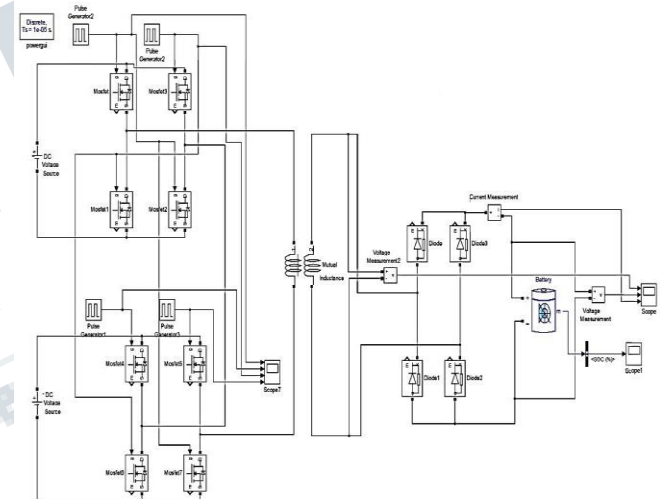 Discrete,
Ts = 1e-05 s.
powergui
Pulse
Generator2
Pulse
Generator2
Mosfet
Mosfet3
DC
Voltage
Source
Mosfet1
Mosfet2
1
2
Mutual
Inductance
Pulse
Generator1
Pulse
Generator3
Mosfet4
Mosfet5
DC
Voltage
Source
Mosfet6
Mosfet7
Scope7
Voltage
Measurement2
Current Measurement
Diode
Diode3
Diode1
Diode2
Battery
m
Voltage
Measurement
Scope
<SOC (%)>
Scope1